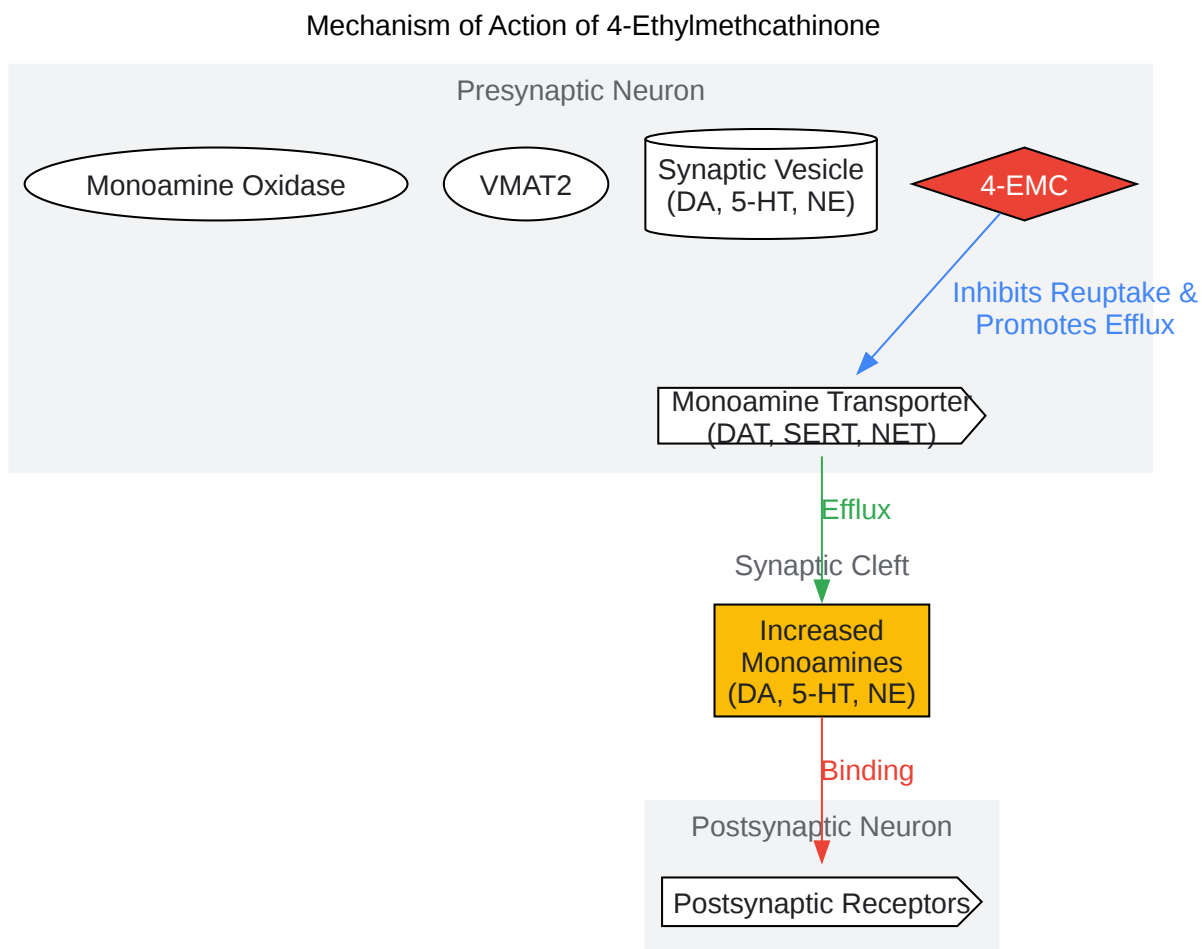 Mechanism of Action of 4-Ethylmethcathinone
Presynaptic Neuron
Monoamine Oxidase
VMAT2
Synaptic Vesicle
(DA, 5-HT, NE)
4-EMC
Inhibits Reuptake &
Promotes Efflux
Monoamine Transporter
(DAT, SERT, NET)
Efflux
Synaptic Cleft
Increased
Monoamines
(DA, 5-HT, NE)
Binding
Postsynaptic Neuron
Postsynaptic Receptors